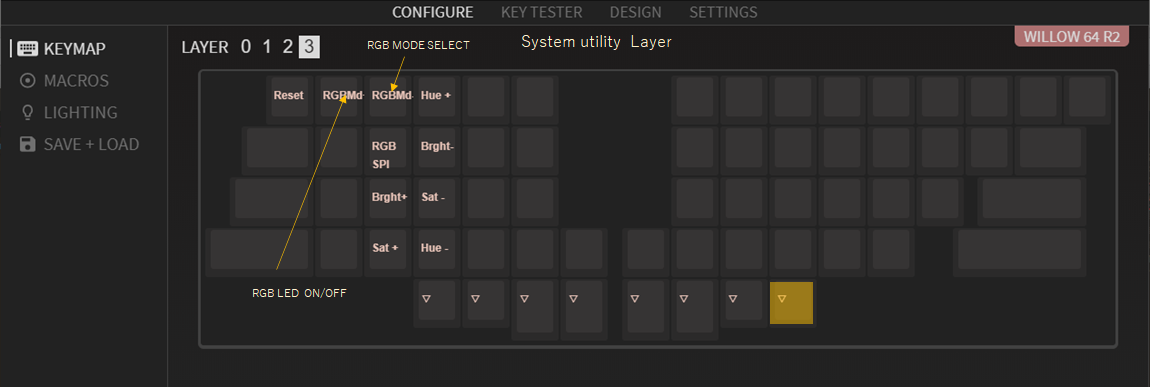 CONFIGURE KEY TESTER DESIGN SETTINGS
WILLOW 64 R2
KEYMAP
MACROS
LIGHTING
SAVE + LOAD
LAYER 0 1 2 3
RGB MODE SELECT
System utility Layer
Reset RGBMd- RGBMd- Hue +
RGB
SPI
Brght-
Brght+ Sat -
Sat + Hue -
RGB LED ON/OFF
▽ ▽ ▽ ▽ ▽ ▽ ▽ ▽